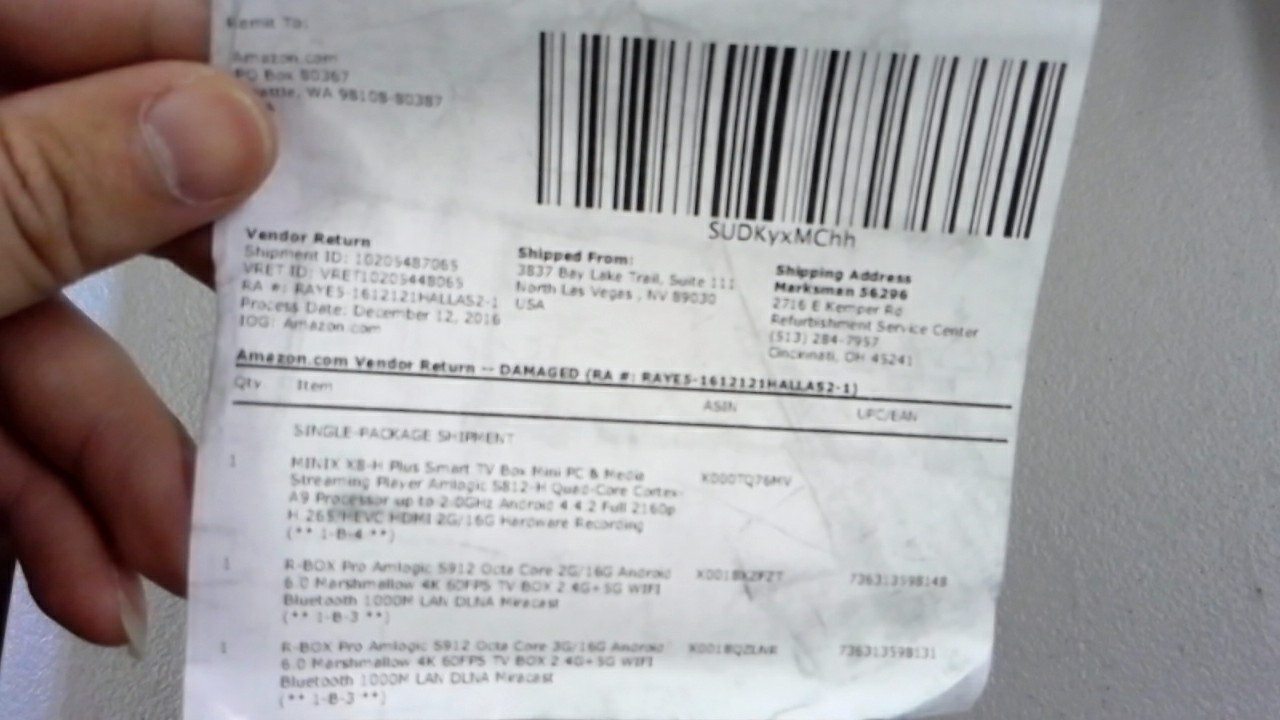 Remit To:
Amazon.com
PO Box 80387
attle, WA 98108-80387
SUDKyxMChh
Vendor Return
Shipment ID: 10205487065
VRET ID: VRET10205448065
RA #: RAYE5-1612121HALLA52-1
Process Date: December 12, 2016
IOG: Amazon.com
Shipped From:
3837 Bay Lake Trail, Suite 111
North Las Vegas , NV 89030
USA
Shipping Address
Marksman 56296
2716 E Kemper Rd
Refurbishment Service Center
(513) 284-7957
Cincinnati, OH 45241
Amazon.com Vendor Return -- DAMAGED (RA #: RAYE5-1612121HALLA52-1)
Qty Item ASIN UPC/EAN
SINGLE-PACKAGE SHIPMENT
1 MINIX X8-H Plus Smart TV Box Mini PC & Media X000TQ76MV
Streaming Player Amlogic S812-H Quad-Core Cortex-
A9 Processor up to 2.0GHz Android 4.4.2 Full 2160p
H.265/HEVC HDMI 2G/16G Hardware Recording
(** 1-B-4 **)
1 R-BOX Pro Amlogic S912 Octa Core 2G/16G Android 736313598148
6.0 Marshmallow 4K 60FPS TV BOX 2.4G+5G WIFI
Bluetooth 1000M LAN DLNA Miracast
(** 1-B-3 **)
1 R-BOX Pro Amlogic S912 Octa Core 3G/16G Android 736313598131
6.0 Marshmallow 4K 60FPS TV BOX 2.4G+5G WIFI
Bluetooth 1000M LAN DLNA Miracast
(** 1-B-3 **)